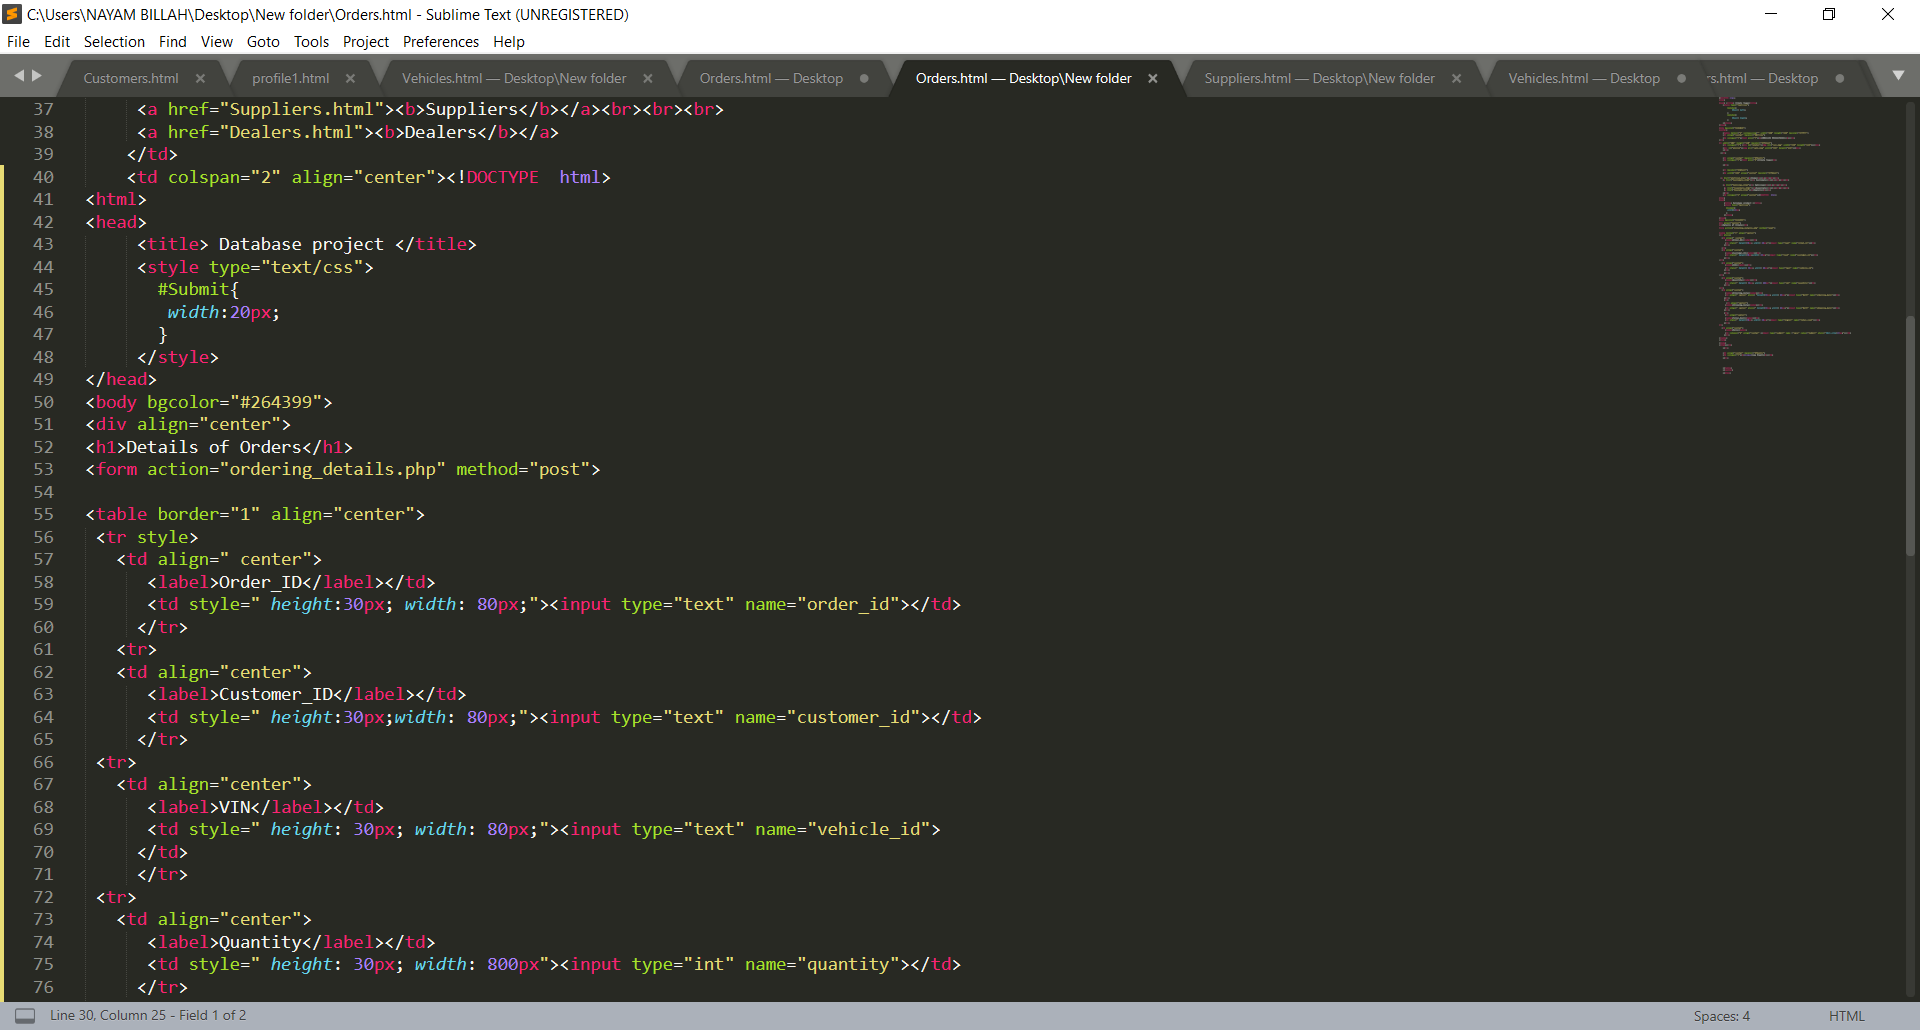 C:\Users\NAYAM BILLAH\Desktop\New folder\Orders.html - Sublime Text (UNREGISTERED)
File Edit Selection Find View Goto Tools Project Preferences Help
Customers.html profile1.html Vehicles.html — Desktop\New folder Orders.html — Desktop Orders.html — Desktop\New folder Suppliers.html — Desktop\New folder Vehicles.html — Desktop rs.html — Desktop
37 <a href="Suppliers.html"><b>Suppliers</b></a><br><br><br>
38 <a href="Dealers.html"><b>Dealers</b></a>
39 </td>
40 <td colspan="2" align="center"><!DOCTYPE  html>
41 <html>
42 <head>
43 <title> Database project </title>
44 <style type="text/css">
45 #Submit{
46 width:20px;
47 }
48 </style>
49 </head>
50 <body bgcolor="#264399">
51 <div align="center">
52 <h1>Details of Orders</h1>
53 <form action="ordering_details.php" method="post">
54
55 <table border="1" align="center">
56 <tr style>
57 <td align=" center">
58 <label>Order_ID</label></td>
59 <td style=" height:30px; width: 80px;"><input type="text" name="order_id"></td>
60 </tr>
61 <tr>
62 <td align="center">
63 <label>Customer_ID</label></td>
64 <td style=" height:30px;width: 80px;"><input type="text" name="customer_id"></td>
65 </tr>
66 <tr>
67 <td align="center">
68 <label>VIN</label></td>
69 <td style=" height: 30px; width: 80px;"><input type="text" name="vehicle_id">
70 </td>
71 </tr>
72 <tr>
73 <td align="center">
74 <label>Quantity</label></td>
75 <td style=" height: 30px; width: 800px"><input type="int" name="quantity"></td>
76 </tr>
Line 30, Column 25 - Field 1 of 2 Spaces: 4 HTML